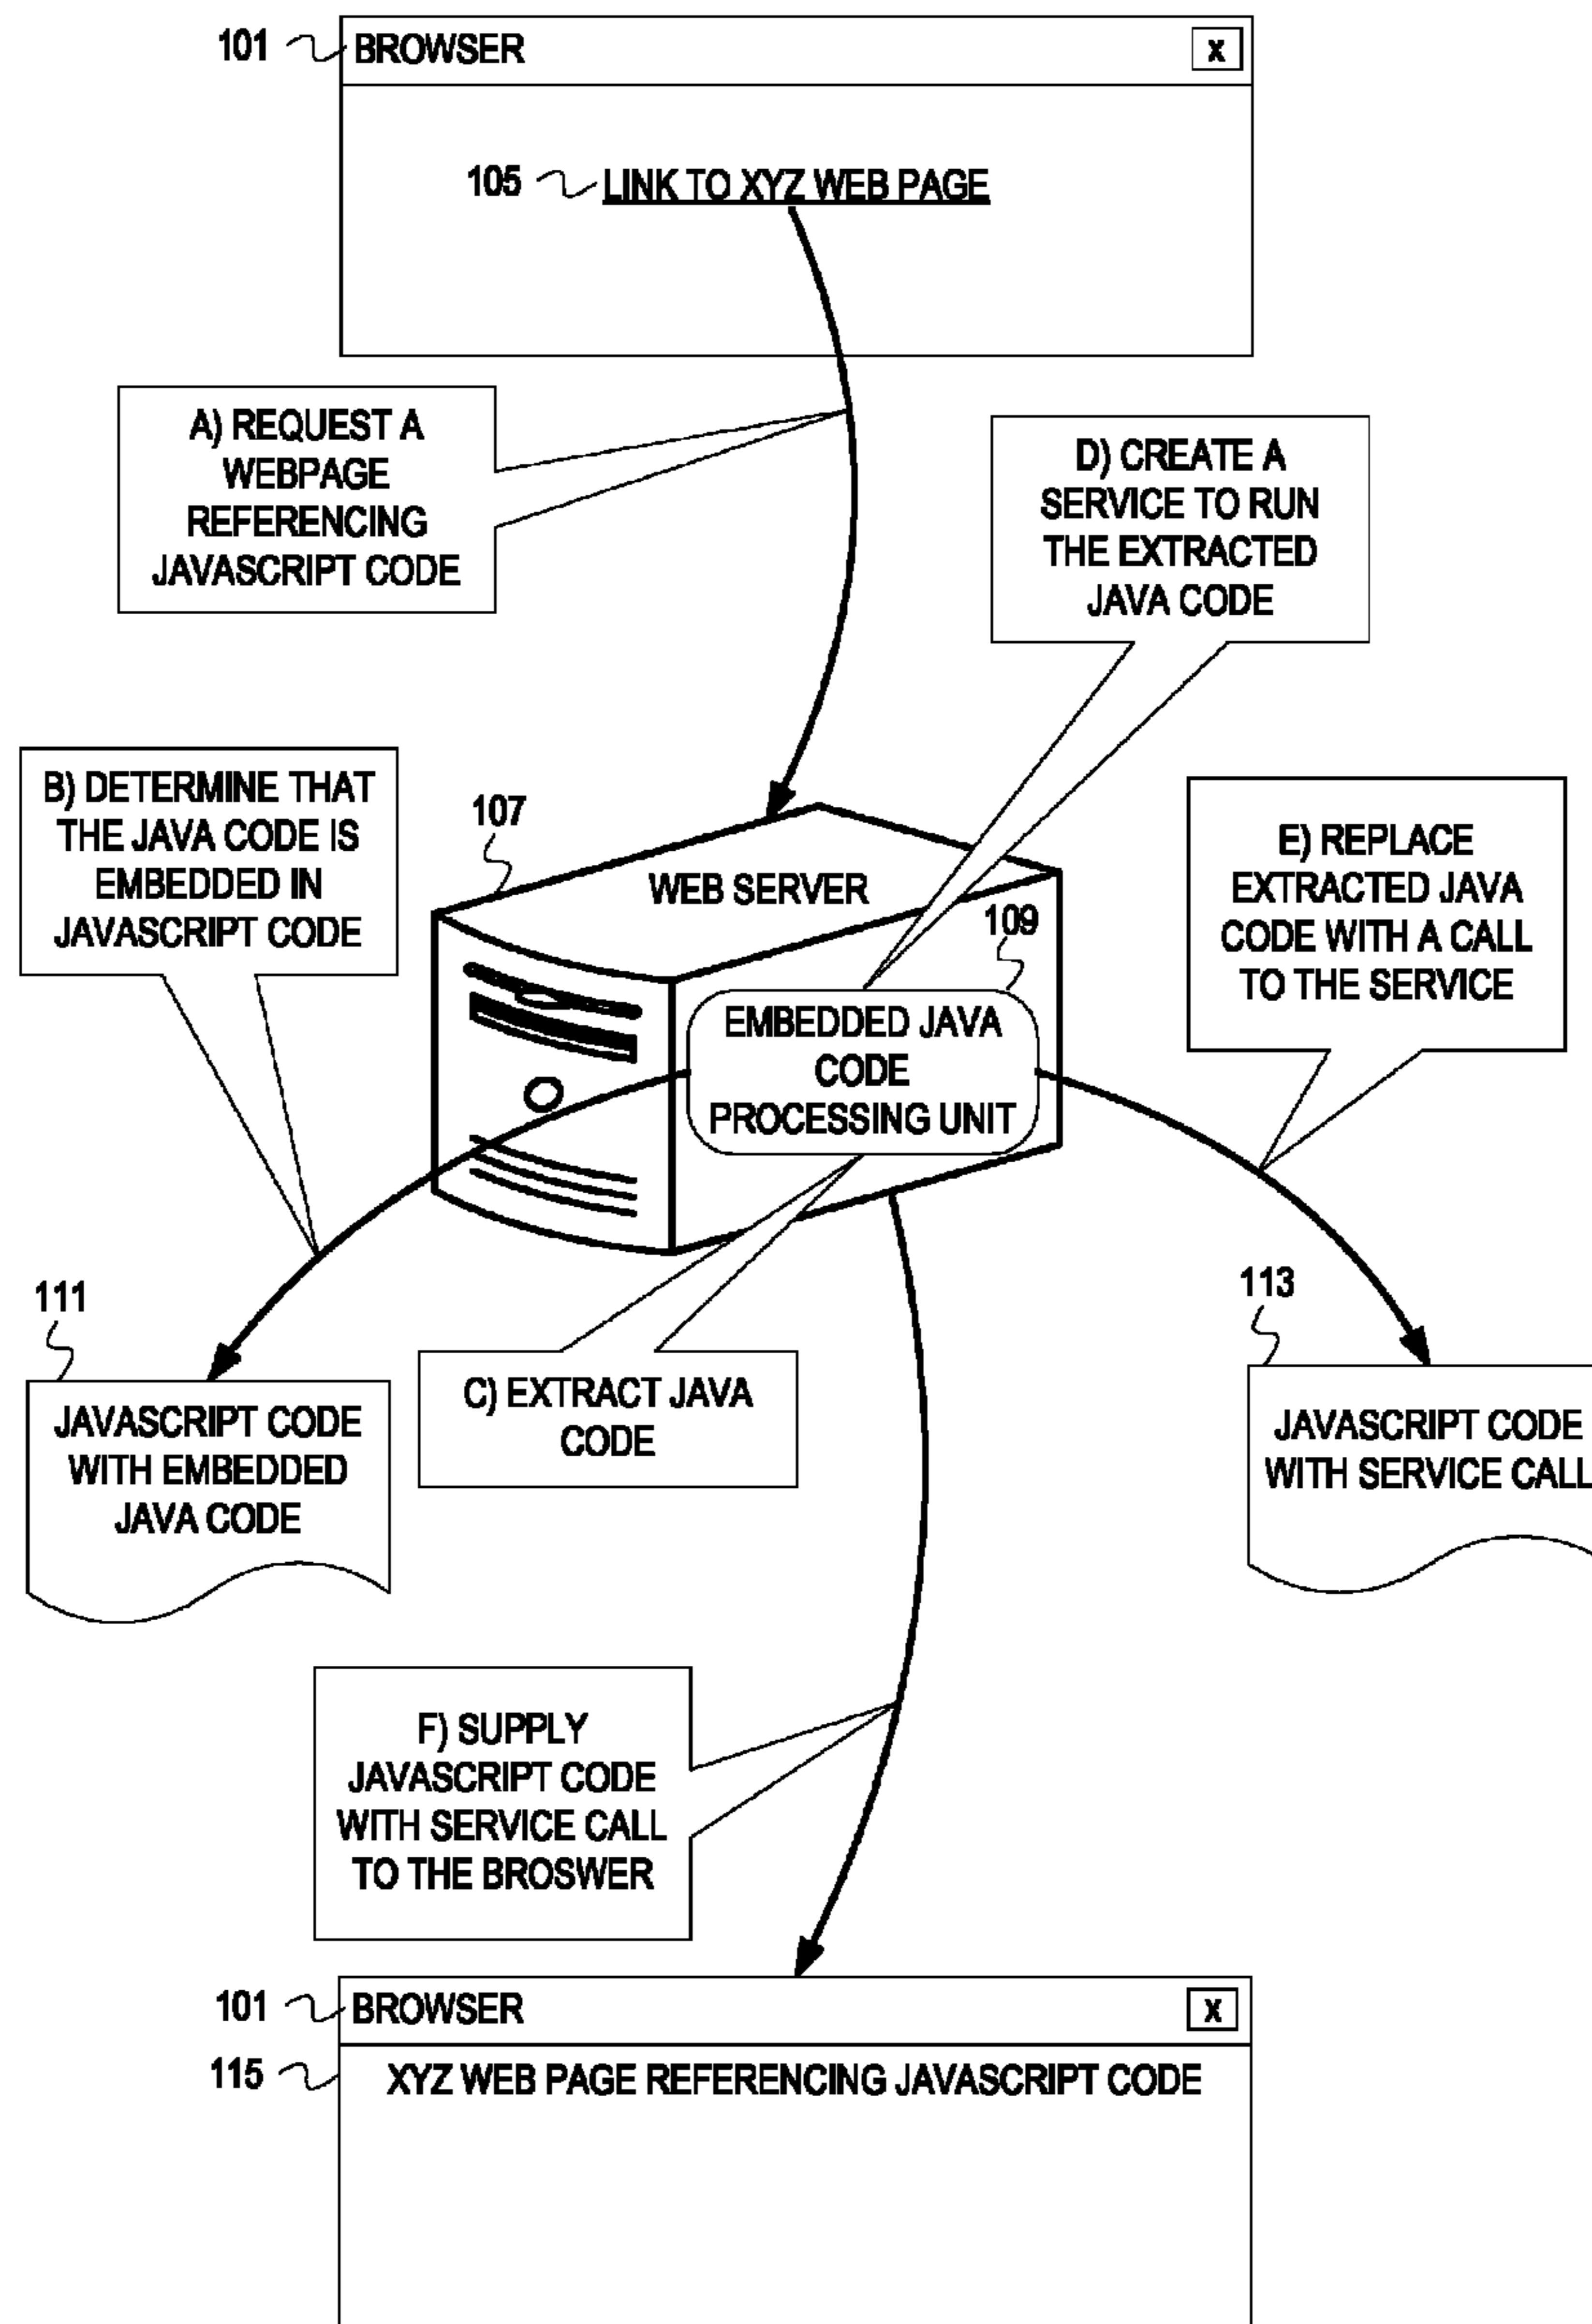 101
BROWSER
X
105
LINK TO XYZ WEB PAGE
A) REQUEST A
WEBPAGE
REFERENCING
JAVASCRIPT CODE
D) CREATE A
SERVICE TO RUN
THE EXTRACTED
JAVA CODE
B) DETERMINE THAT
THE JAVA CODE IS
EMBEDDED IN
JAVASCRIPT CODE
107
WEB SERVER
109
EMBEDDED JAVA
CODE
PROCESSING UNIT
E) REPLACE
EXTRACTED JAVA
CODE WITH A CALL
TO THE SERVICE
111
JAVASCRIPT CODE
WITH EMBEDDED
JAVA CODE
C) EXTRACT JAVA
CODE
113
JAVASCRIPT CODE
WITH SERVICE CALL
F) SUPPLY
JAVASCRIPT CODE
WITH SERVICE CALL
TO THE BROSWER
101
BROWSER
X
115
XYZ WEB PAGE REFERENCING JAVASCRIPT CODE